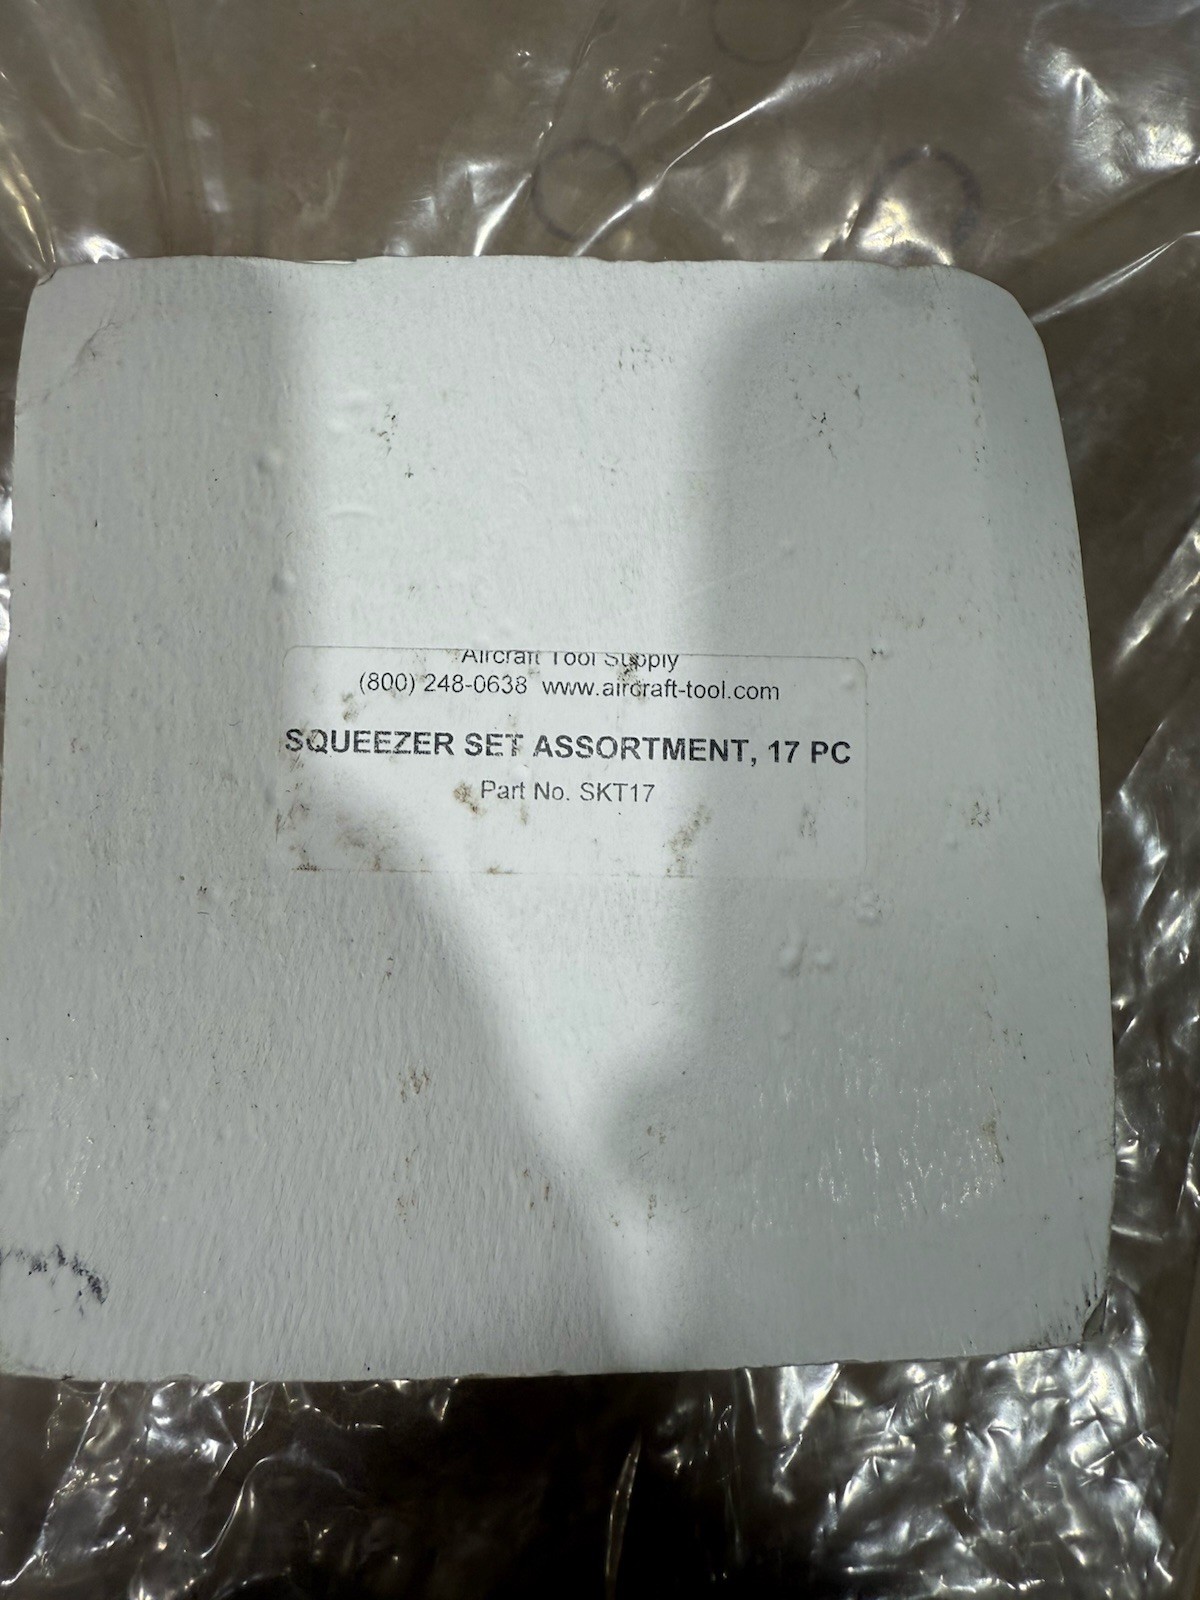 Aircraft Tool Supply
(800) 248-0638 www.aircraft-tool.com
SQUEEZER SET ASSORTMENT, 17 PC
Part No. SKT17